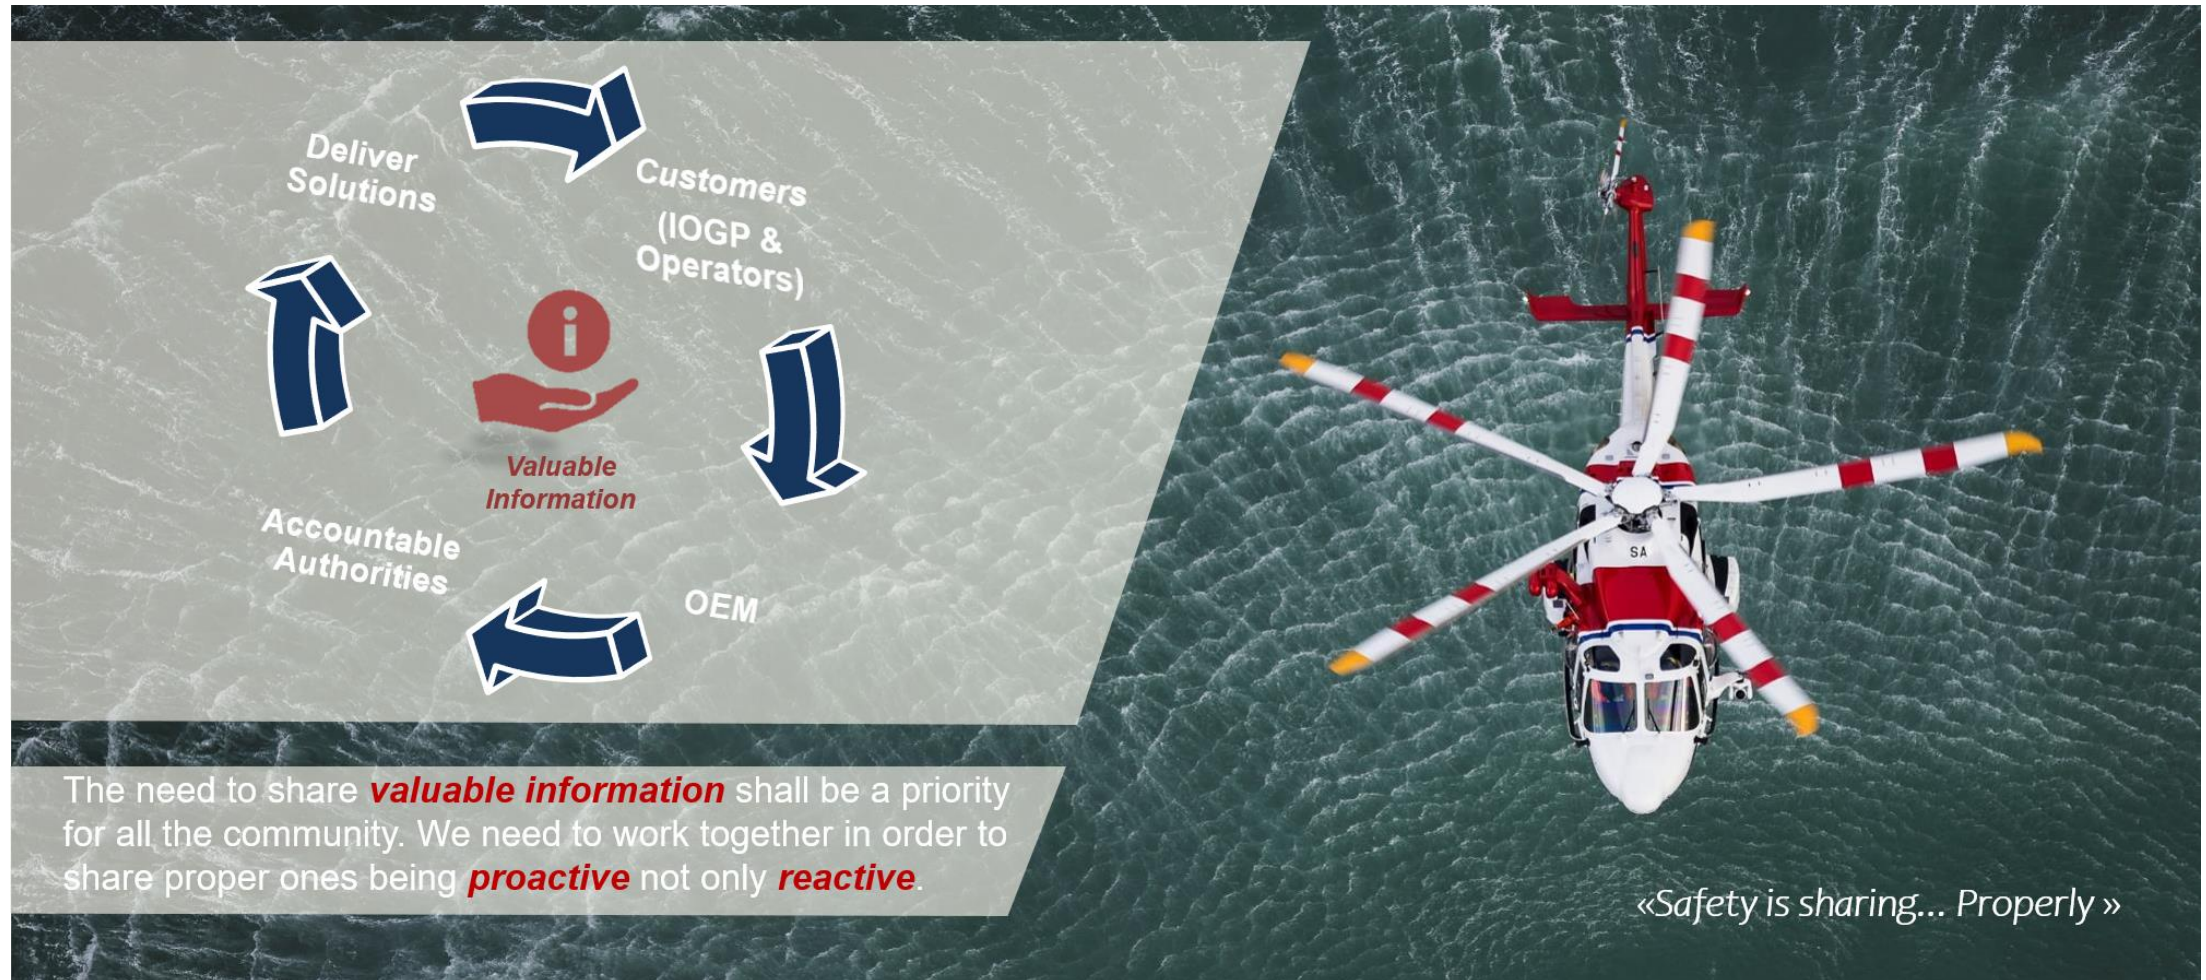 Deliver
Solutions
Customers
(IOGP &
Operators)
Valuable
Information
Accountable
Authorities
OEM
The need to share valuable information shall be a priority
for all the community. We need to work together in order to
share proper ones being proactive not only reactive.
SA
«Safety is sharing... Properly »